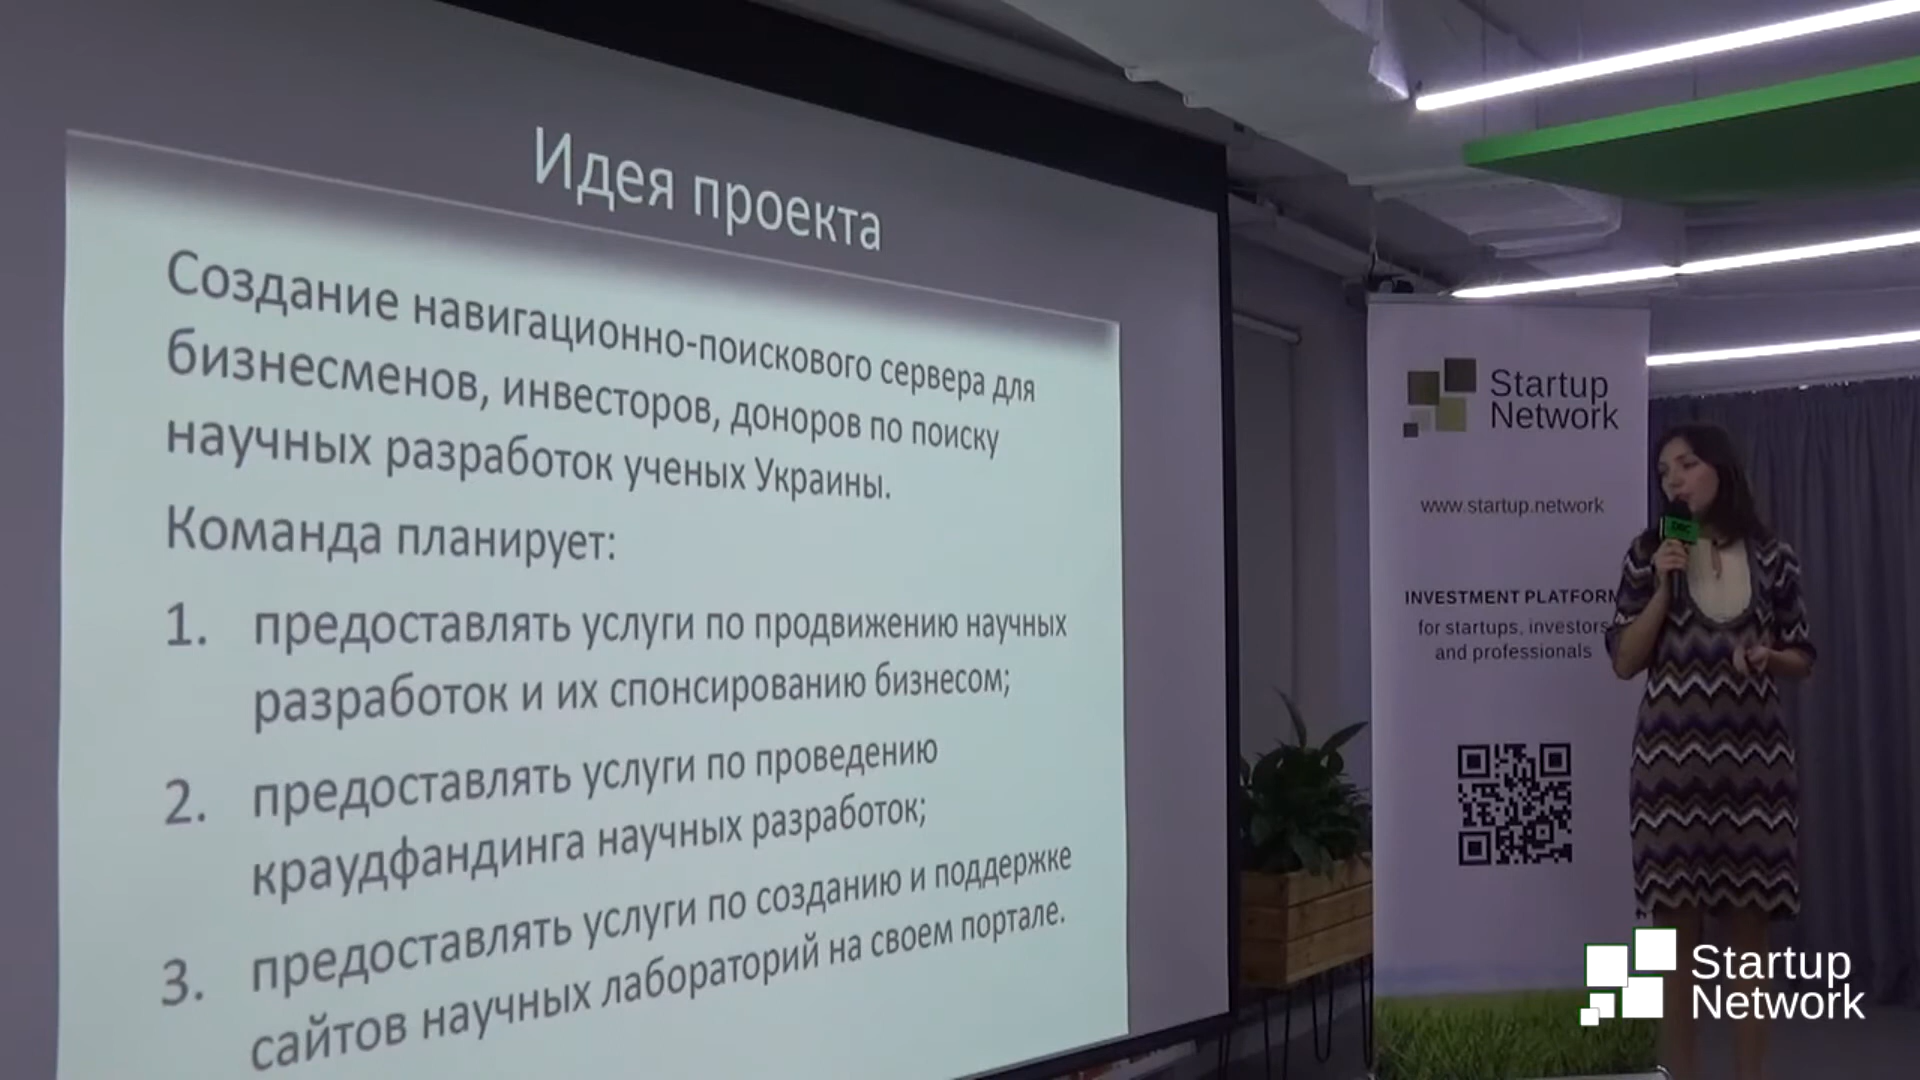 Идея проекта
Создание навигационно-поискового сервера для
бизнесменов, инвесторов, доноров по поиску
научных разработок ученых Украины.
Команда планирует:
1. предоставлять услуги по продвижению научных
разработок и их спонсированию бизнесом;
2. предоставлять услуги по проведению
краудфандинга научных разработок;
3. предоставлять услуги по созданию и поддержке
сайтов научных лабораторий на своем портале.
Startup
Network
www.startup.network
INVESTMENT PLATFORM
for startups, investors
and professionals
Startup
Network